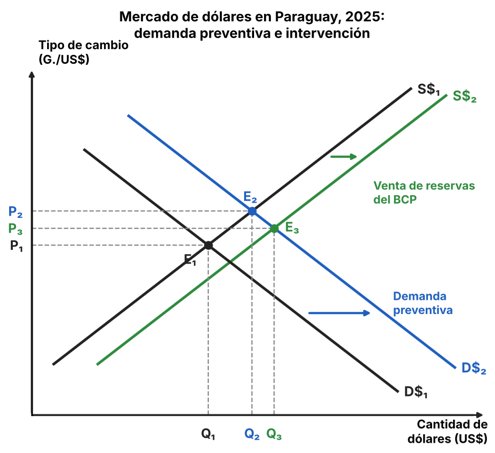 Mercado de dólares en Paraguay, 2025:
demanda preventiva e intervención
Tipo de cambio
(G./US$)
S$₁
S$₂
Venta de reservas
del BCP
E₂
P₂
P₃
E₃
P₁
E₁
Demanda
preventiva
D$₂
D$₁
Cantidad de
dólares (US$)
Q₁
Q₂
Q₃